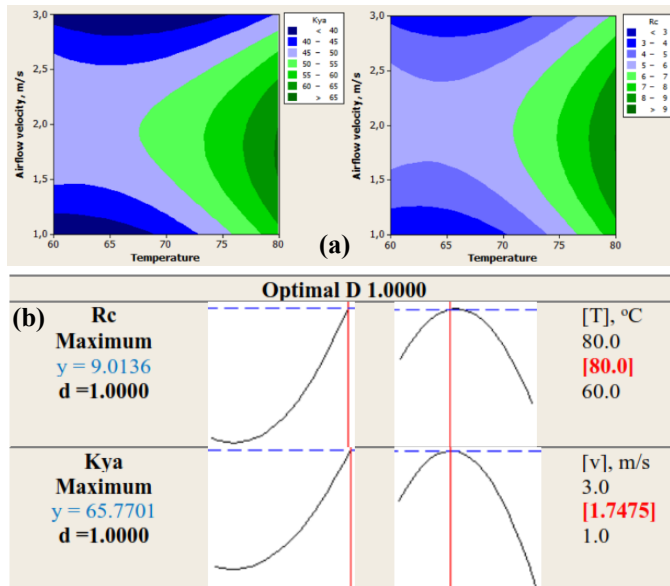 Kya
< 40
40 – 45
45 – 50
50 – 55
55 – 60
60 – 65
> 65
Airflow velocity, m/s
3,0
2,5
2,0
1,5
1,0
60 65 70 75 80
Temperature
Rc
< 3
3 – 4
4 – 5
5 – 6
6 – 7
7 – 8
8 – 9
> 9
Airflow velocity, m/s
3,0
2,5
2,0
1,5
1,0
60 65 70 75 80
Temperature
(a)
Optimal D 1.0000
(b)
Rc
Maximum
y = 9.0136
d =1.0000
[T], °C
80.0
[80.0]
60.0
Kya
Maximum
y = 65.7701
d =1.0000
[v], m/s
3.0
[1.7475]
1.0